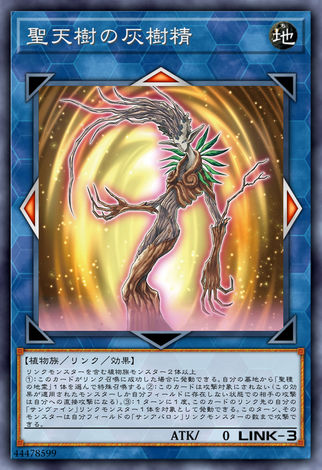 聖天樹の灰樹精
地
【植物族／リンク／効果】
リンクモンスターを含む植物族モンスター2体以上
①：このカードがリンク召喚に成功した場合に発動できる。自分の墓地から「聖種
の地霊」1体を選んで特殊召喚する。②：このカードは攻撃対象にされない(この効
果が適用されたモンスターしか自分フィールドに存在しない状態での相手の攻撃
は自分への直接攻撃になる)。③：1ターンに1度、このカードのリンク先の自分の
「サンヴァイン」リンクモンスター1体を対象として発動できる。このターン、その
モンスターは自分フィールドの「サンアバロン」モンスターの数まで攻撃で
きる。
ATK/ 0 LINK-3
44478599